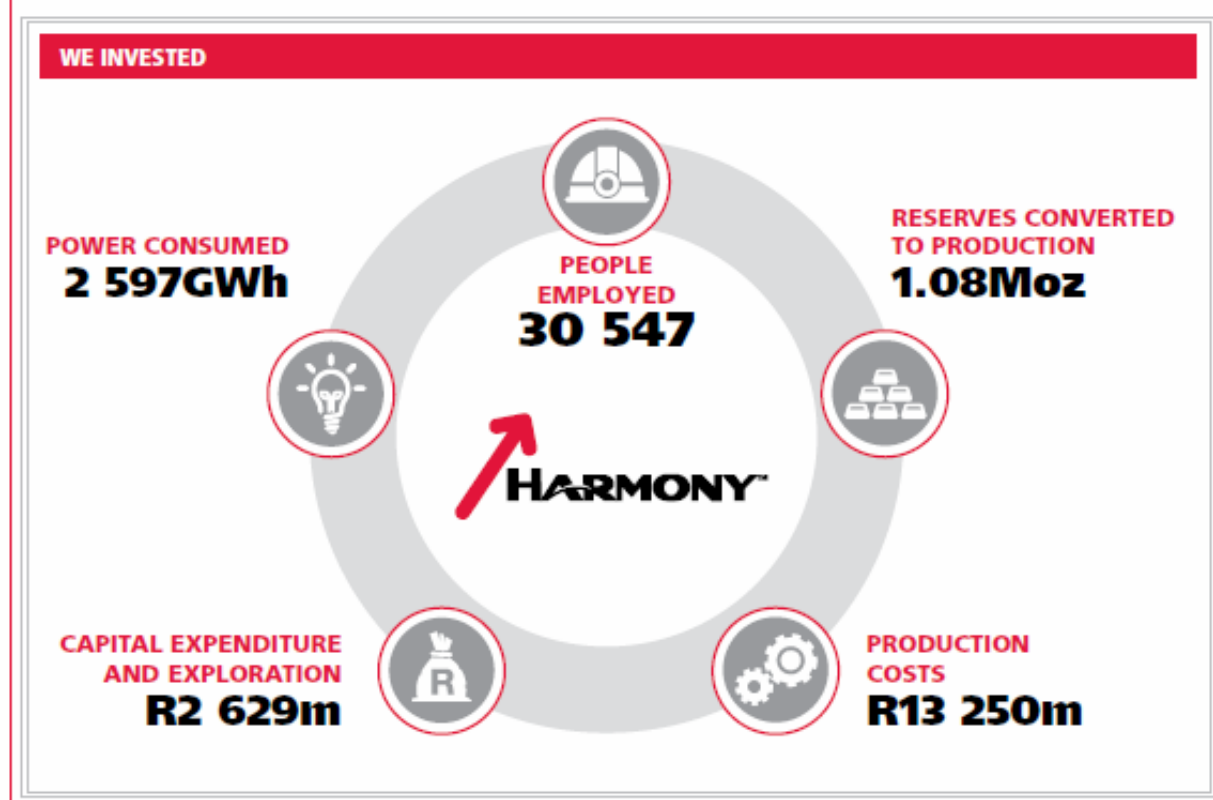 WE INVESTED
PEOPLE
EMPLOYED
30 547
POWER CONSUMED
2 597GWh
RESERVES CONVERTED
TO PRODUCTION
1.08Moz
HARMONY™
CAPITAL EXPENDITURE
AND EXPLORATION
R2 629m
R
PRODUCTION
COSTS
R13 250m